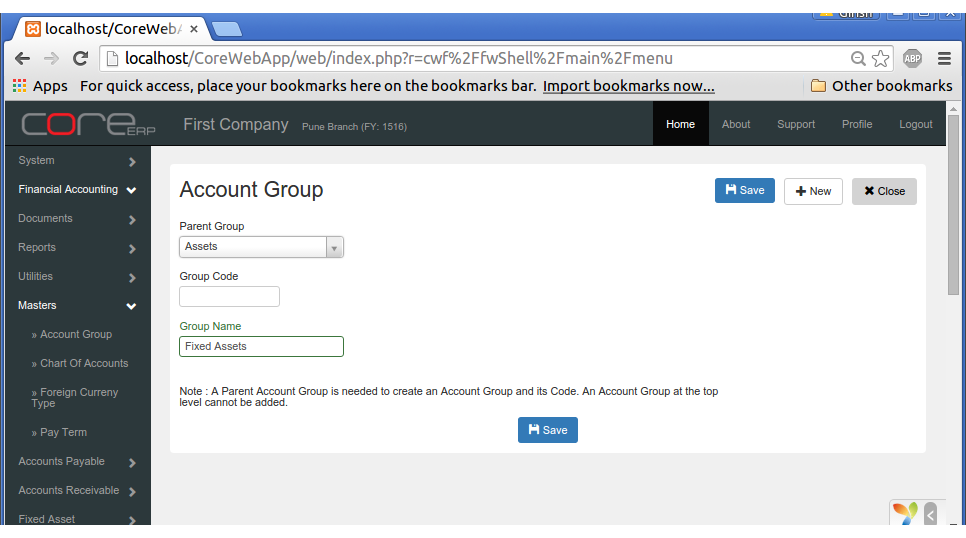 localhost/CoreWebA ×
localhost/CoreWebApp/web/index.php?r=cwf%2FfwShell%2Fmain%2Fmenu
ABP
Apps For quick access, place your bookmarks here on the bookmarks bar. Import bookmarks now... Other bookmarks
core ERP First Company Pune Branch (FY: 1516) Home About Support Profile Logout
System
Financial Accounting
Documents
Reports
Utilities
Masters
» Account Group
» Chart Of Accounts
» Foreign Curreny
Type
» Pay Term
Accounts Payable
Accounts Receivable
Fixed Asset
Account Group
Save New Close
Parent Group
Assets
Group Code
Group Name
Fixed Assets
Note : A Parent Account Group is needed to create an Account Group and its Code. An Account Group at the top
level cannot be added.
Save